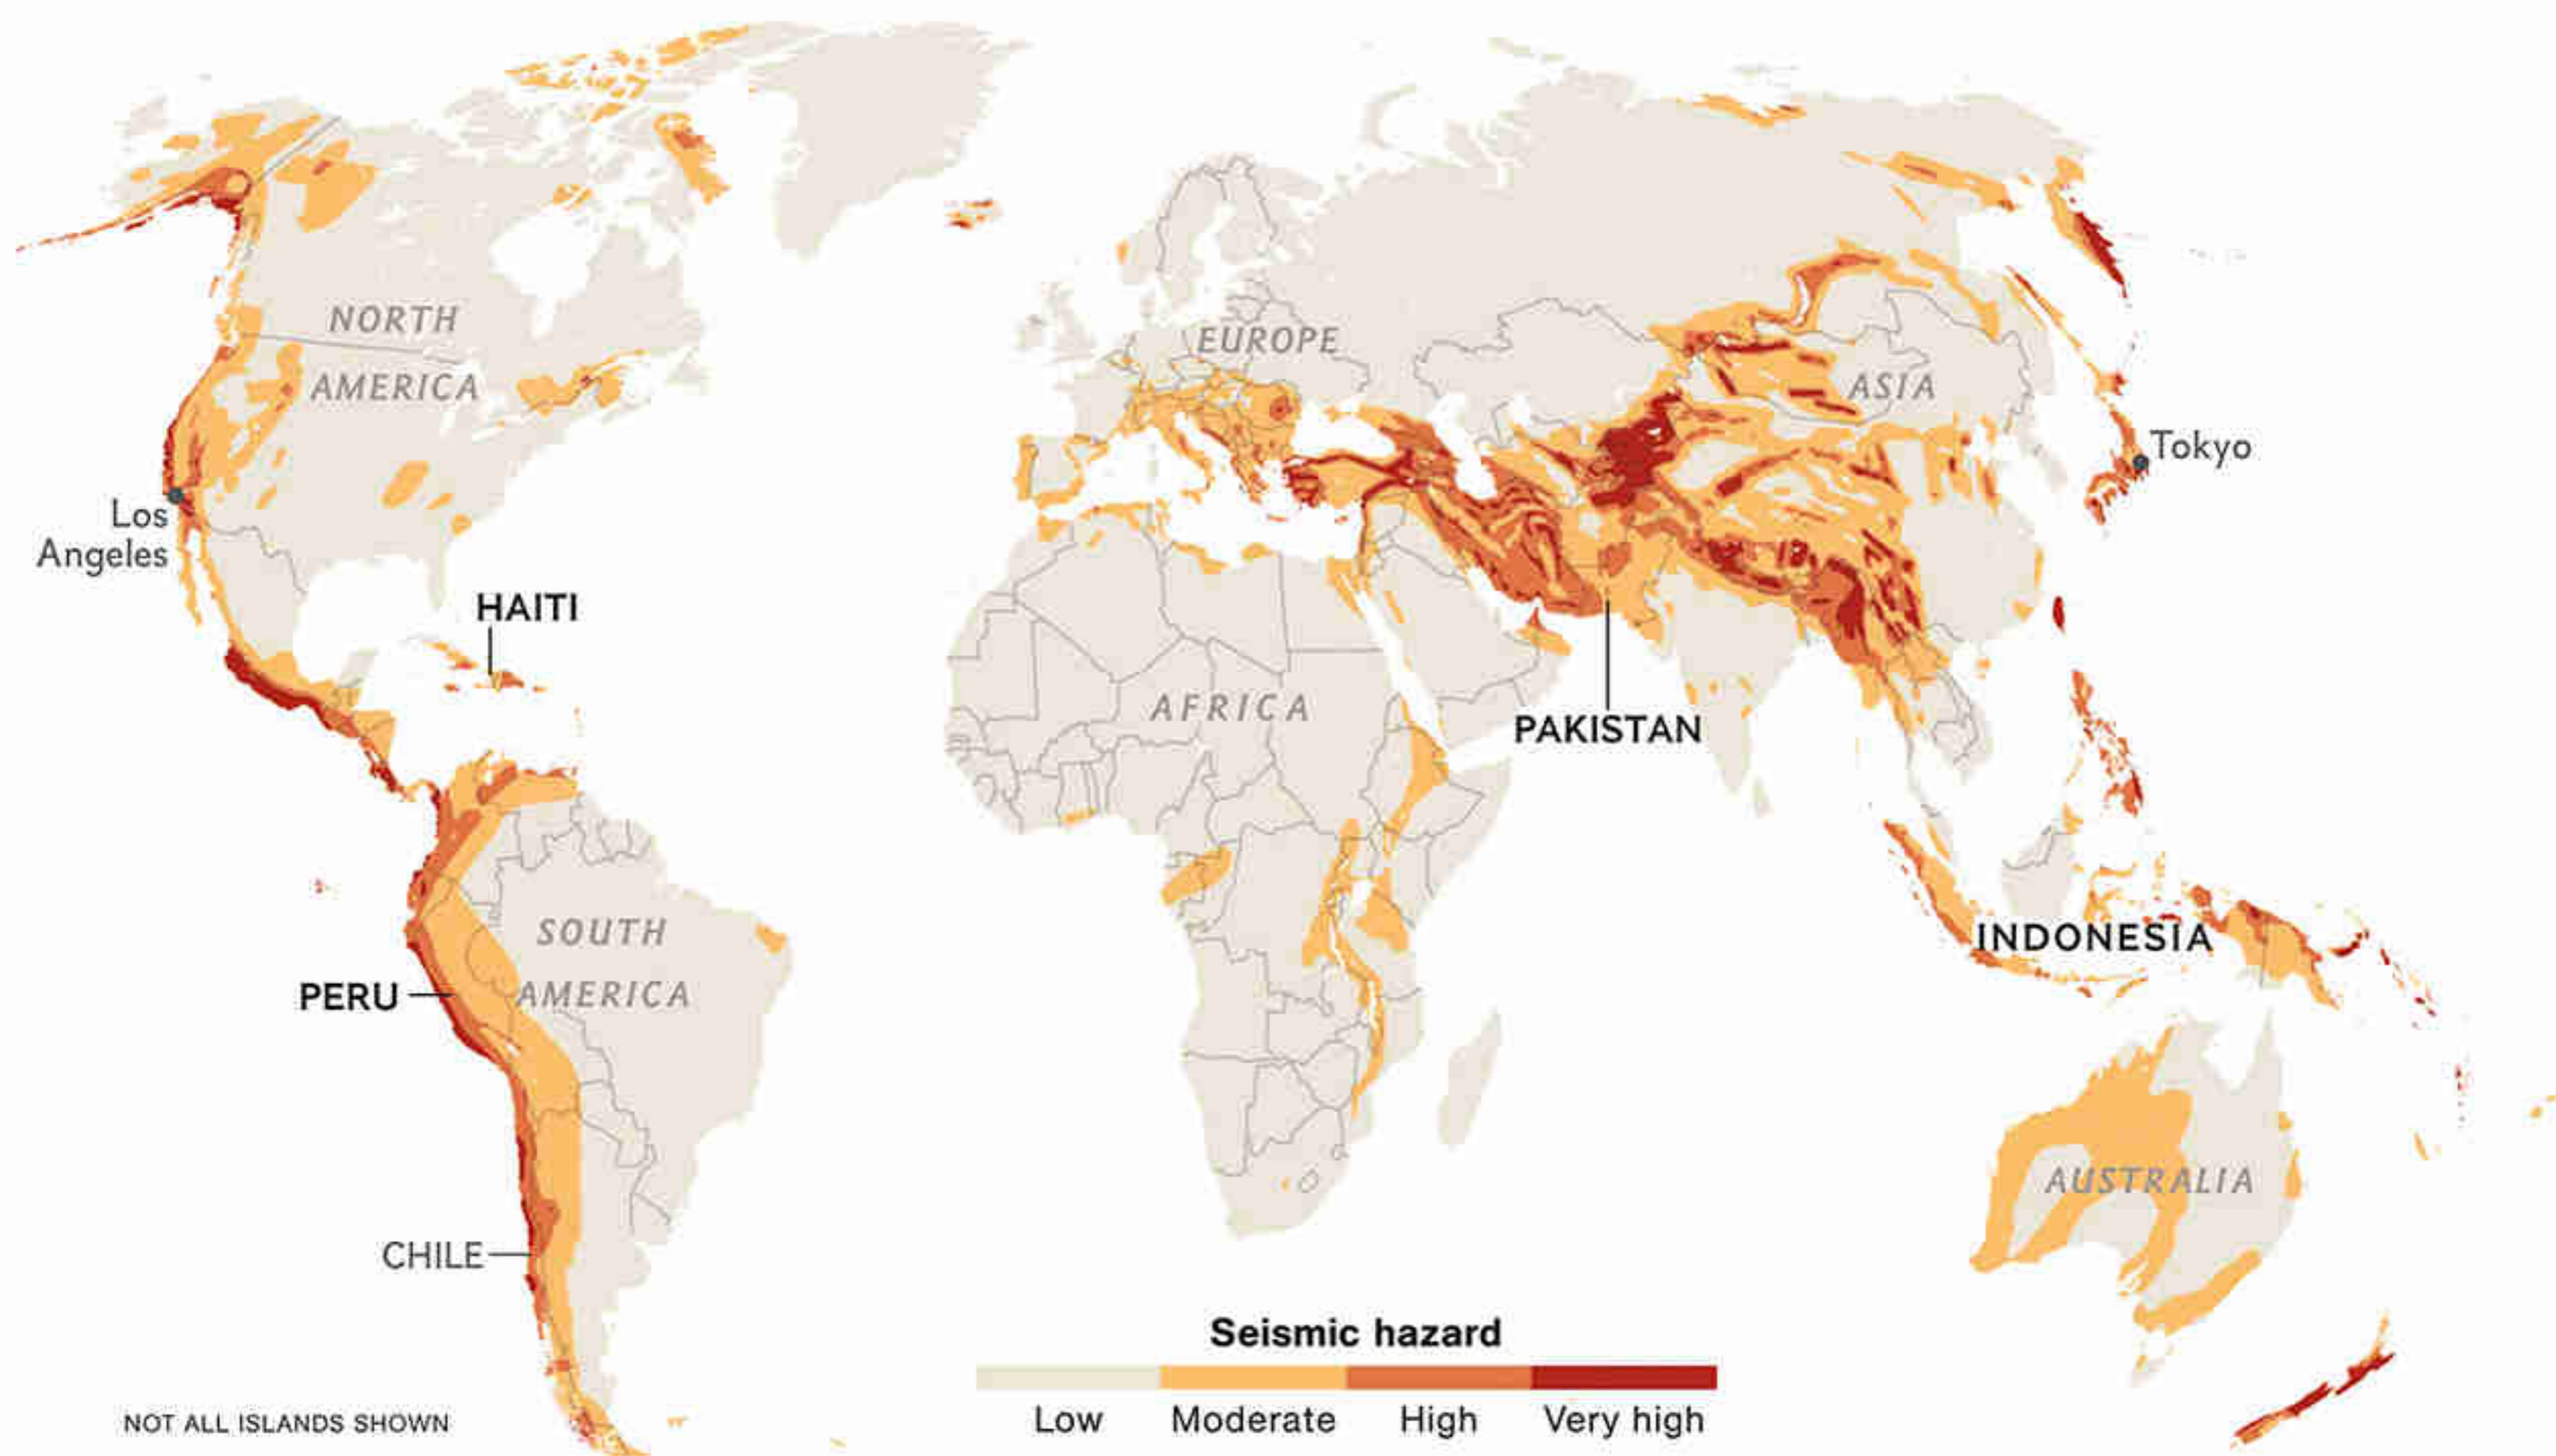 NORTH
AMERICA
EUROPE
ASIA
Tokyo
Los
Angeles
HAITI
AFRICA
PAKISTAN
SOUTH
AMERICA
INDONESIA
PERU
AUSTRALIA
CHILE
Seismic hazard
Low Moderate High Very high
NOT ALL ISLANDS SHOWN